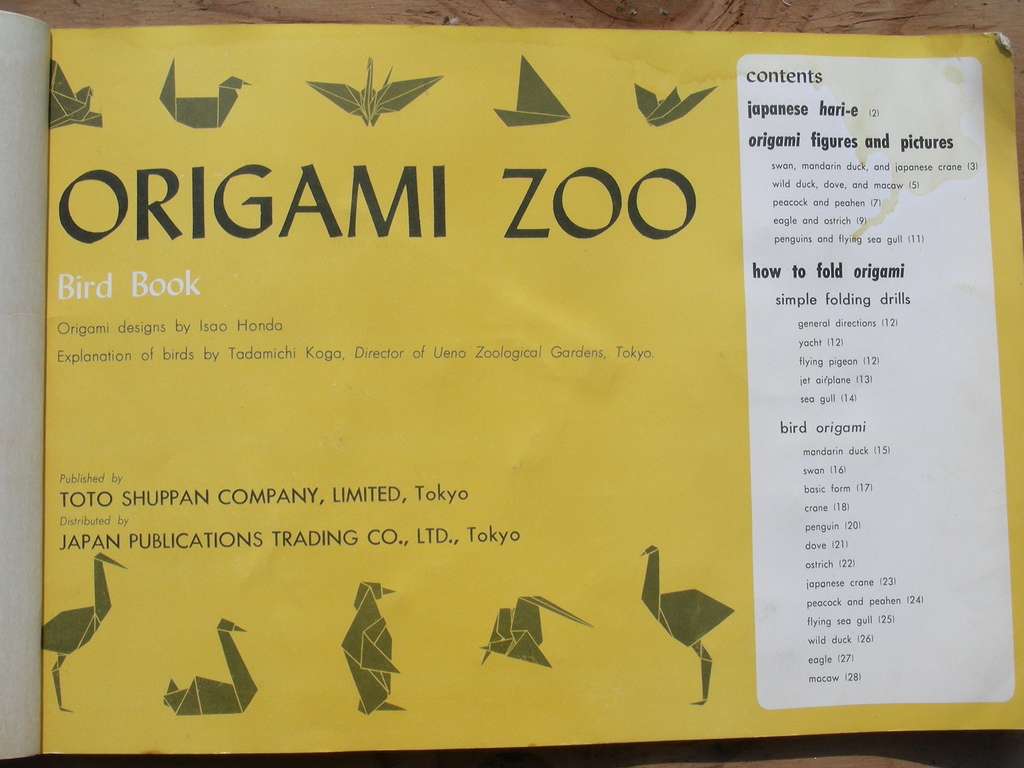 ORIGAMI ZOO
Bird Book
Origami designs by Isao Honda
Explanation of birds by Tadamichi Koga, Director of Ueno Zoological Gardens, Tokyo.
Published by
TOTO SHUPPAN COMPANY, LIMITED, Tokyo
Distributed by
JAPAN PUBLICATIONS TRADING CO., LTD., Tokyo
contents
japanese hari-e (2)
origami figures and pictures
swan, mandarin duck, and japanese crane (3)
wild duck, dove, and macaw (5)
peacock and peahen (7)
eagle and ostrich (9)
penguins and flying sea gull (11)
how to fold origami
simple folding drills
general directions (12)
yacht (12)
flying pigeon (12)
jet airplane (13)
sea gull (14)
bird origami
mandarin duck (15)
swan (16)
basic form (17)
crane (18)
penguin (20)
dove (21)
ostrich (22)
japanese crane (23)
peacock and peahen (24)
flying sea gull (25)
wild duck (26)
eagle (27)
macaw (28)